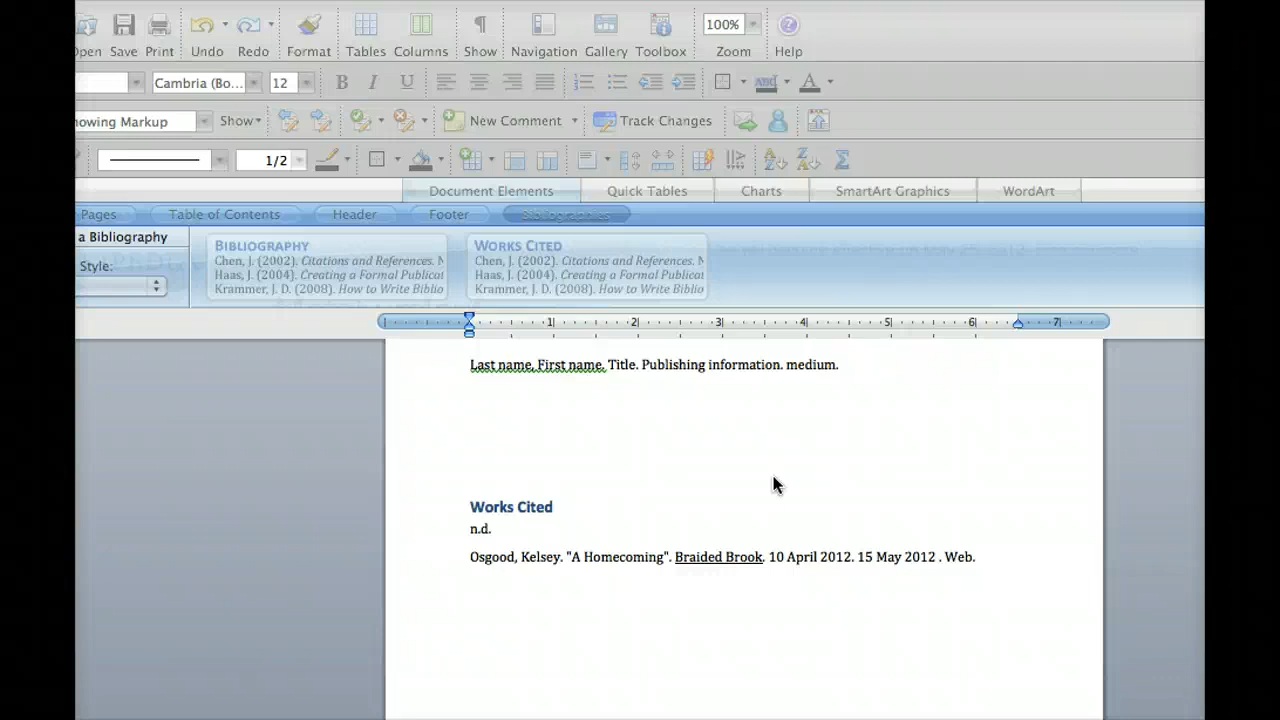 Open Save Print Undo Redo Format Tables Columns Show Navigation Gallery Toolbox 100% Zoom Help
Cambria (Bo... 12 B I U ABC A
howing Markup Show New Comment Track Changes
1/2
Document Elements Quick Tables Charts SmartArt Graphics WordArt
Pages Table of Contents Header Footer Bibliographies
a Bibliography
Style:
BIBLIOGRAPHY
Chen, J. (2002). Citations and References. N
Haas, J. (2004). Creating a Formal Publicat
Krammer, J. D. (2008). How to Write Biblio
WORKS CITED
Chen, J. (2002). Citations and References.
Haas, J. (2004). Creating a Formal Publicat
Krammer, J. D. (2008). How to Write Biblio
1 2 3 4 5 6 7
Last name, First name. Title. Publishing information. medium.
Works Cited
n.d.
Osgood, Kelsey. "A Homecoming". Braided Brook. 10 April 2012. 15 May 2012 . Web.